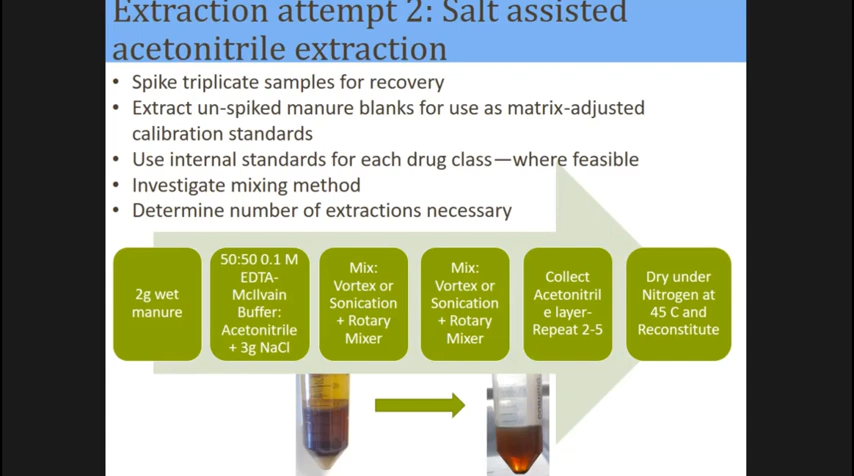 Extraction attempt 2: Salt assisted
acetonitrile extraction
• Spike triplicate samples for recovery
• Extract un-spiked manure blanks for use as matrix-adjusted
calibration standards
• Use internal standards for each drug class—where feasible
• Investigate mixing method
• Determine number of extractions necessary
2g wet
manure
50:50 0.1 M
EDTA-
McIlvain
Buffer:
Acetonitrile
+ 3g NaCl
Mix:
Vortex or
Sonication
+ Rotary
Mixer
Mix:
Vortex or
Sonication
+ Rotary
Mixer
Collect
Acetonitril
e layer-
Repeat 2-5
Dry under
Nitrogen at
45 C and
Reconstitute